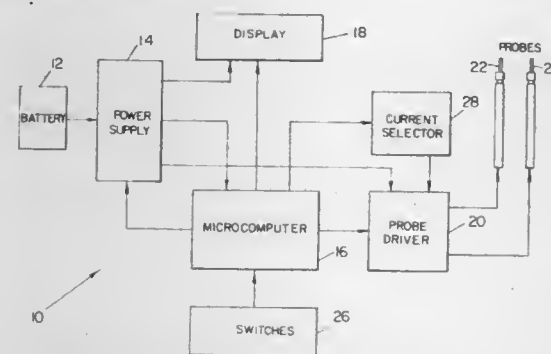 12
14
DISPLAY
18
PROBES
22
2
BATTERY
POWER
SUPPLY
CURRENT
SELECTOR
28
MICROCOMPUTER
16
PROBE
DRIVER
20
10
SWITCHES
26